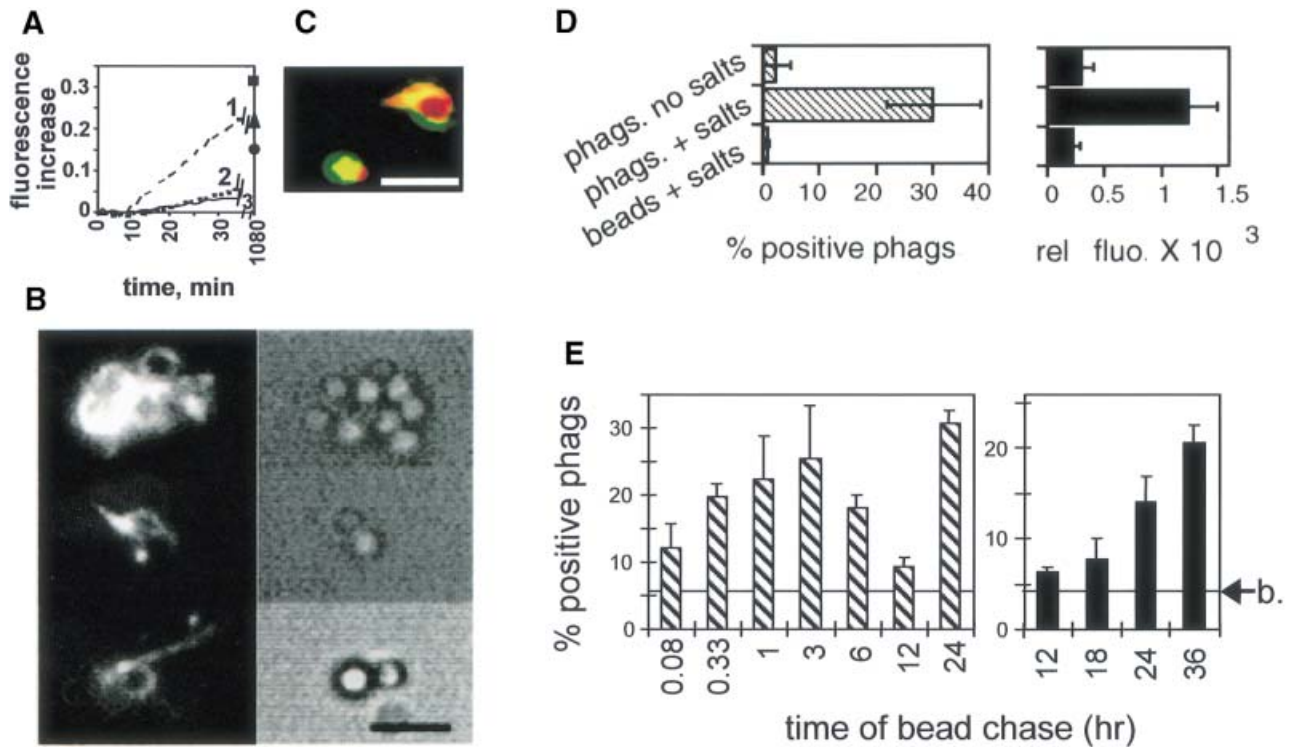 A
fluorescence
increase
0.3
0.2
0.1
0
1
2
3
0
10
20
30
1080
time, min
B
C
D
phags. no salts
phags. + salts
beads + salts
0
10
20
30
40
% positive phags
0
0.5
1
1.5
rel fluo. X 10 3
E
% positive phags
30
20
10
0
0.08
0.33
1
3
6
12
24
20
10
0
12
18
24
36
b.
time of bead chase (hr)